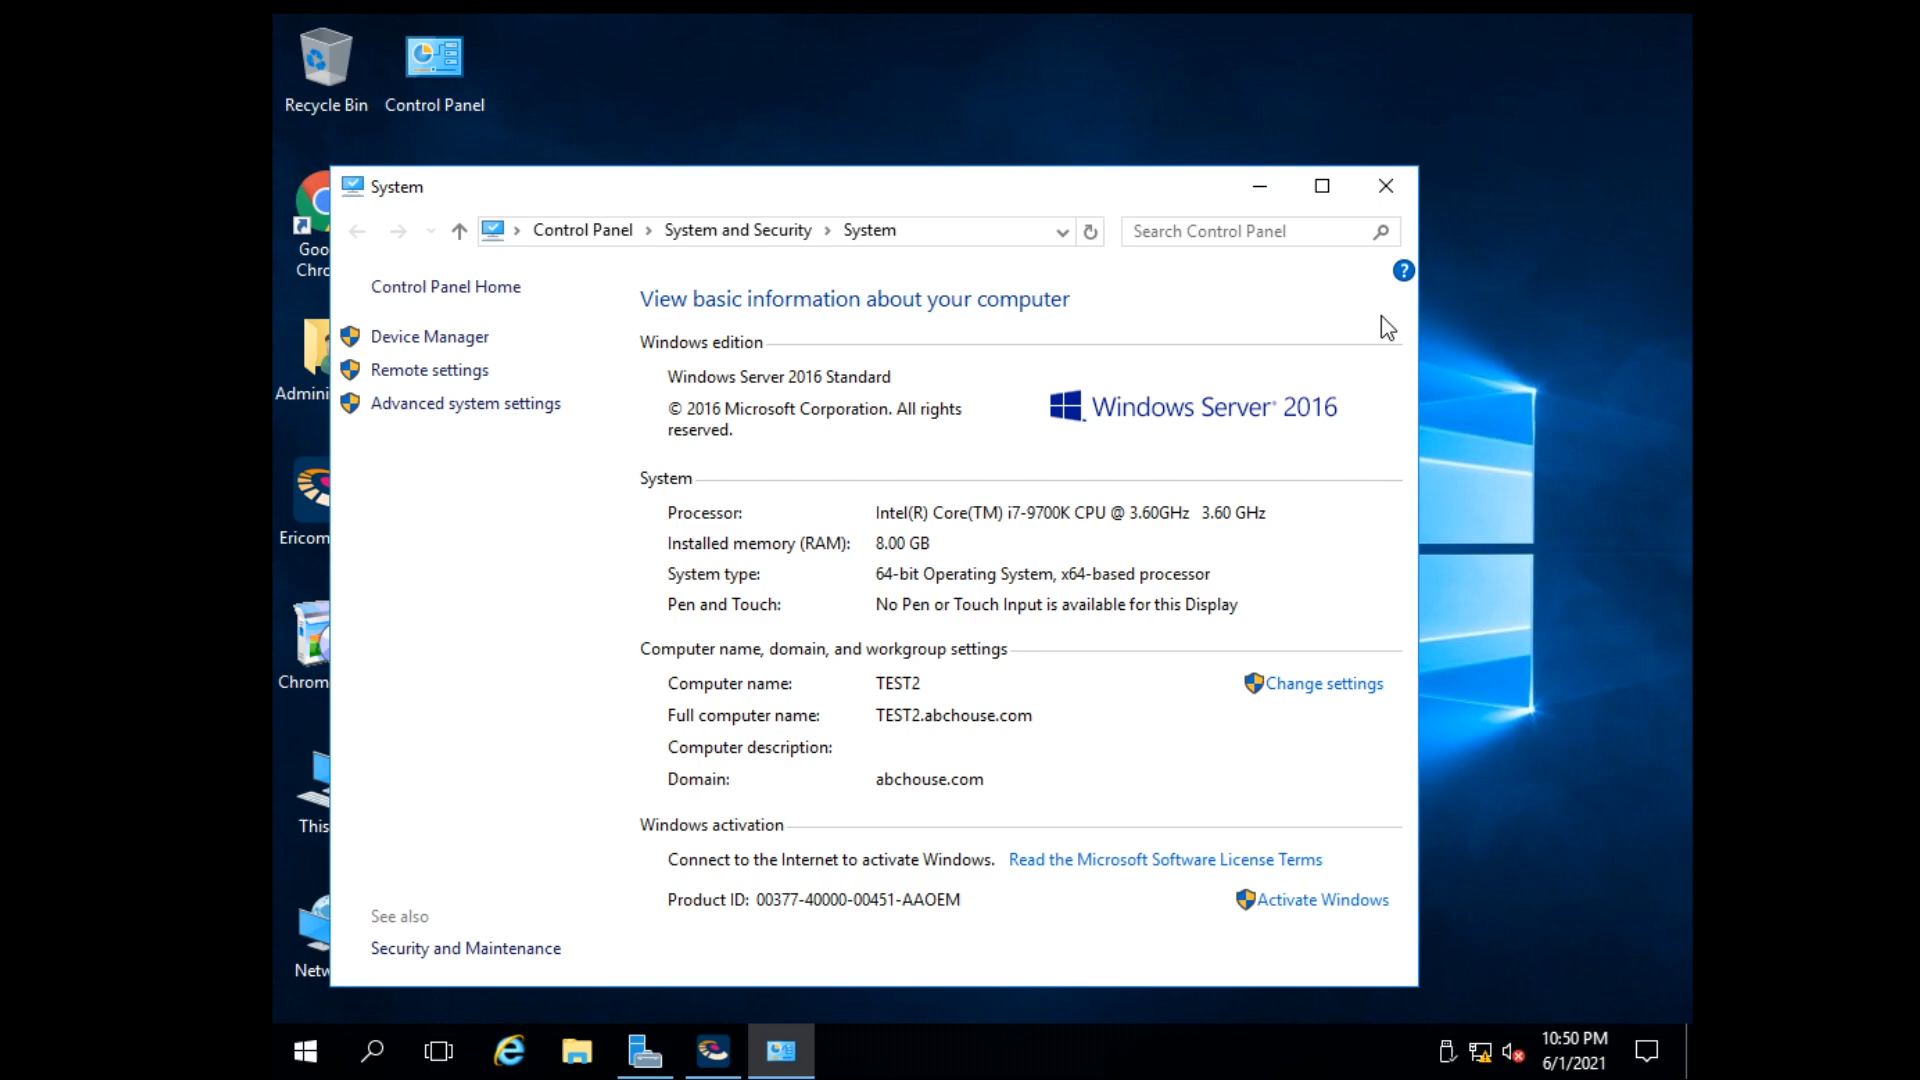 Recycle Bin
Control Panel
Goo
Chro
Admini
Ericom
Chrom
This
Netw
System
Control Panel > System and Security > System
Search Control Panel
Control Panel Home
Device Manager
Remote settings
Advanced system settings
See also
Security and Maintenance
?
View basic information about your computer
Windows edition
Windows Server 2016 Standard
© 2016 Microsoft Corporation. All rights
reserved.
Windows Server® 2016
System
Processor: Intel(R) Core(TM) i7-9700K CPU @ 3.60GHz 3.60 GHz
Installed memory (RAM): 8.00 GB
System type: 64-bit Operating System, x64-based processor
Pen and Touch: No Pen or Touch Input is available for this Display
Computer name, domain, and workgroup settings
Computer name: TEST2
Change settings
Full computer name: TEST2.abchouse.com
Computer description:
Domain: abchouse.com
Windows activation
Connect to the Internet to activate Windows. Read the Microsoft Software License Terms
Product ID: 00377-40000-00451-AAOEM
Activate Windows
10:50 PM
6/1/2021